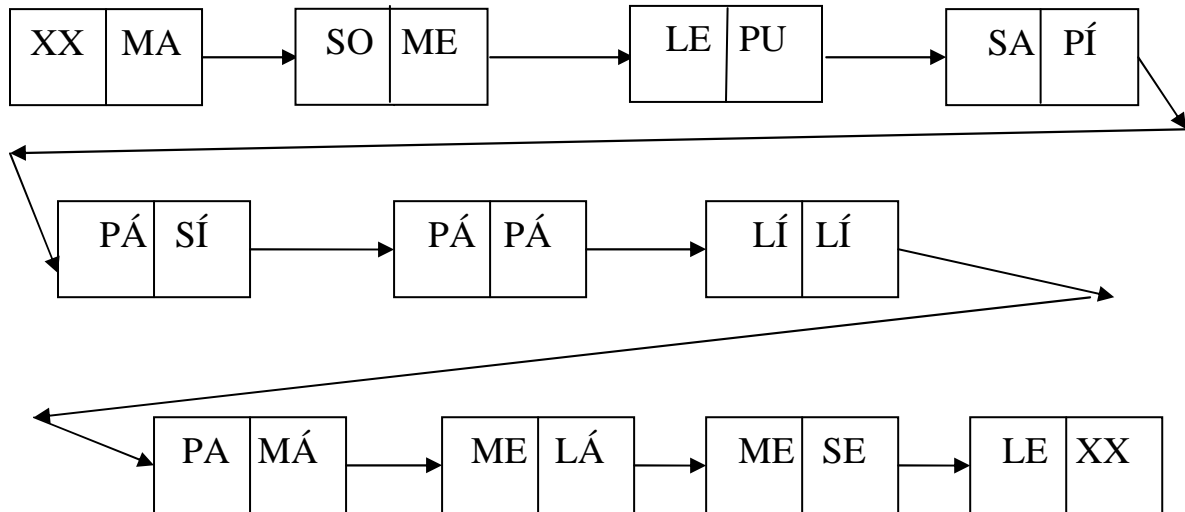 XX MA SO ME LE PU SA PÍ
PÁ SÍ PÁ PÁ LÍ LÍ
PA MÁ ME LÁ ME SE LE XX